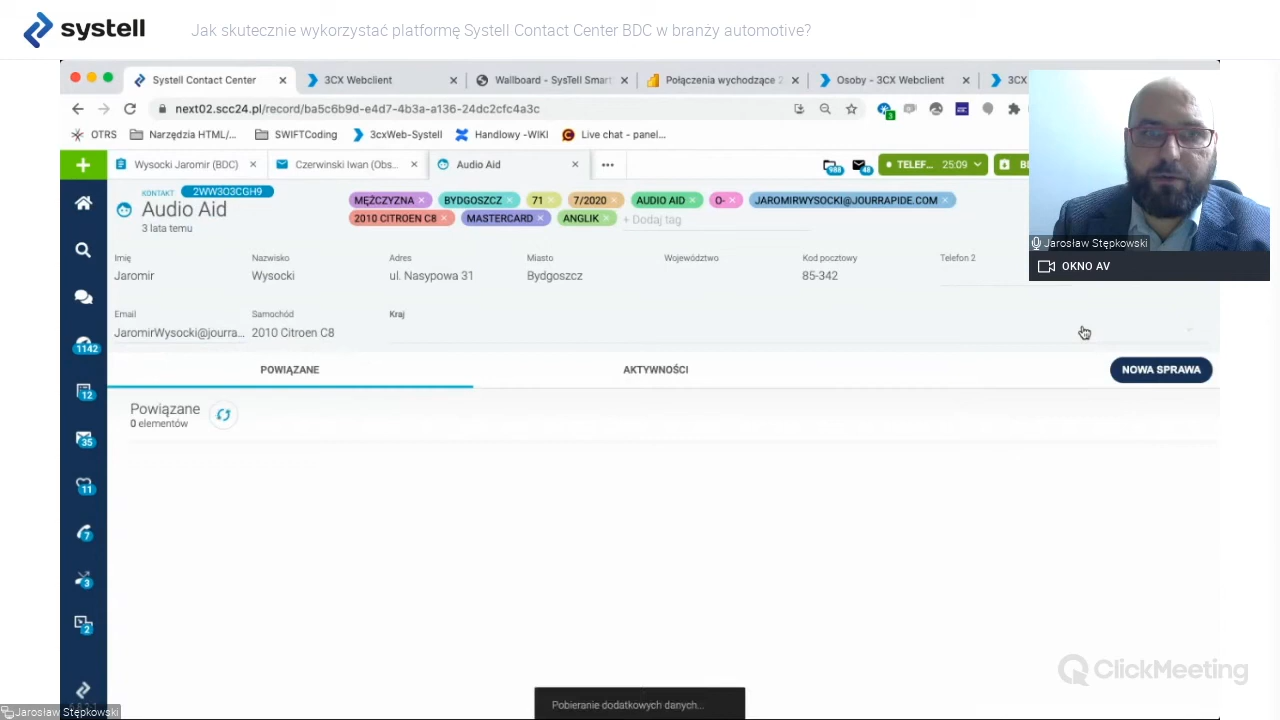 systell
Jak skutecznie wykorzystać platformę Systell Contact Center BDC w branży automotive?
Systell Contact Center
3CX Webclient
Wallboard - SysTell Smart
Połączenia wychodzące 2
Osoby - 3CX Webclient
3CX
next02.scc24.pl/record/ba5c6b9d-e4d7-4b3a-a136-24dc2cfc4a3c
3
OTRS
Narzędzia HTML/...
SWIFTCoding
3cxWeb-Systell
Handlowy -WIKI
Live chat - panel...
+
Wysocki Jaromir (BDC)
Czerwinski Iwan (Obs...
Audio Aid
988
48
TELEF... 25:09
KONTAKT
2WW3O3CGH9
Audio Aid
3 lata temu
MĘŻCZYZNA
BYDGOSZCZ
71
7/2020
AUDIO AID
O-
JAROMIRWYSOCKI@JOURRAPIDE.COM
2010 CITROEN C8
MASTERCARD
ANGLIK
+ Dodaj tag
Jarosław Stępkowski
OKNO AV
Imię
Nazwisko
Adres
Miasto
Województwo
Kod pocztowy
Telefon 2
Jaromir
Wysocki
ul. Nasypowa 31
Bydgoszcz
85-342
Email
Samochód
Kraj
JaromirWysocki@jourra...
2010 Citroen C8
1142
12
35
11
7
3
2
POWIĄZANE
AKTYWNOŚCI
NOWA SPRAWA
Powiązane
0 elementów
ClickMeeting
Pobieranie dodatkowych danych...
Jarosław Stępkowski